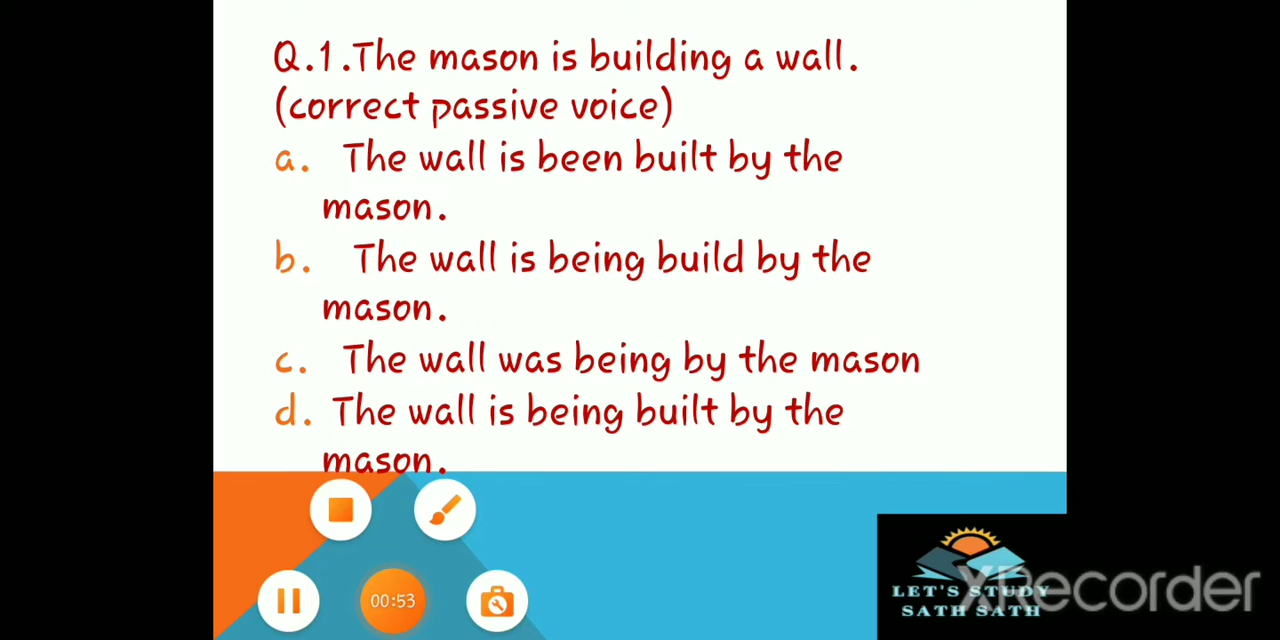 Q.1.The mason is building a wall.
(correct passive voice)
a. The wall is been built by the
mason.
b. The wall is being build by the
mason.
c. The wall was being by the mason
d. The wall is being built by the
mason.
00:53
LET'S STUDY
SATH SATH
XRecorder